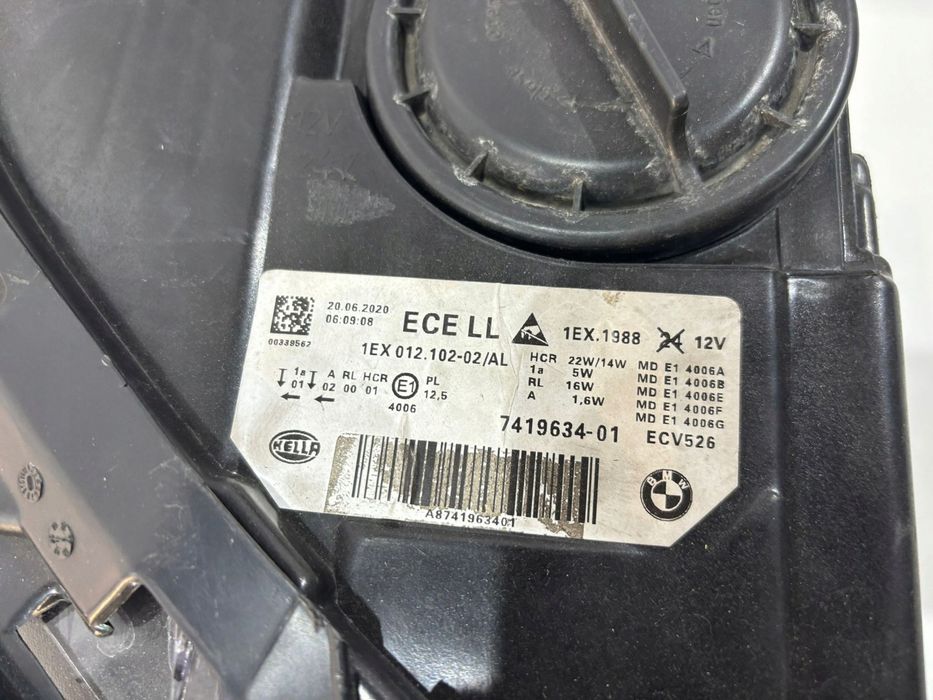 12V
20.06.2020
06:09:08
00339562
ECE LL
1EX.1988 24 12V
1EX 012.102-02/AL
HCR 22W/14W
1a 5W
RL 16W
A 1,6W
MD E1 4006A
MD E1 4006B
MD E1 4006E
MD E1 4006F
MD E1 4006G
1a A RL HCR
01 02 00 01
E1
PL
12,5
4006
7419634-01 ECV526
HELLA
BMW
A8741963401